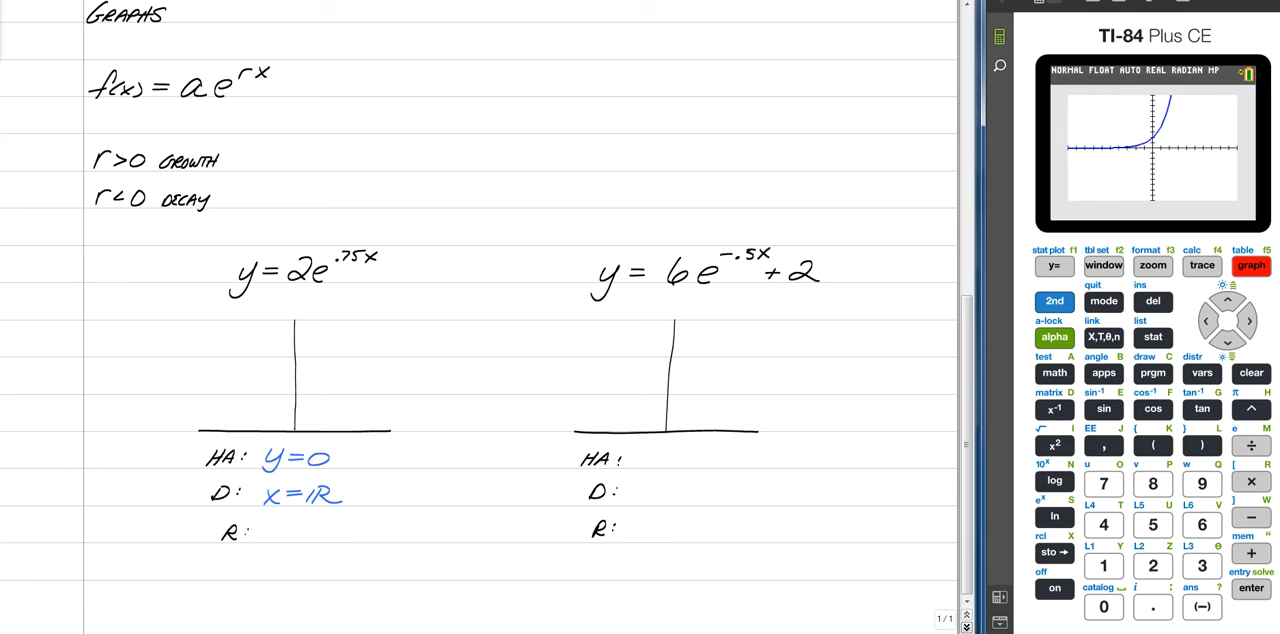 GRAPHS
f(x) = ae^rx
r>0 GROWTH
r<0 DECAY
y = 2e^.75x
y = 6e^-.5x + 2
HA: y=0
D: x=ℝ
R:
HA:
D:
R:
1/1
TI-84 Plus CE
NORMAL FLOAT AUTO REAL RADIAN MP
stat plot f1 tbl set f2 format f3 calc f4 table f5
y= window zoom trace graph
quit ins
2nd mode del
a-lock link list
alpha X,T,θ,n stat
test A angle B draw C distr
math apps prgm vars clear
matrix D sin⁻¹ E cos⁻¹ F tan⁻¹ G π H
x⁻¹ sin cos tan ^
√ I EE J { K } L e M
x² , ( ) ÷
10ˣ N u O v P w Q [ R
log 7 8 9 ×
eˣ S L4 T L5 U L6 V ] W
ln 4 5 6 −
rcl X L1 Y L2 Z L3 θ mem "
sto→ 1 2 3 +
off catalog i : ans ? entry solve
on 0 . (−) enter